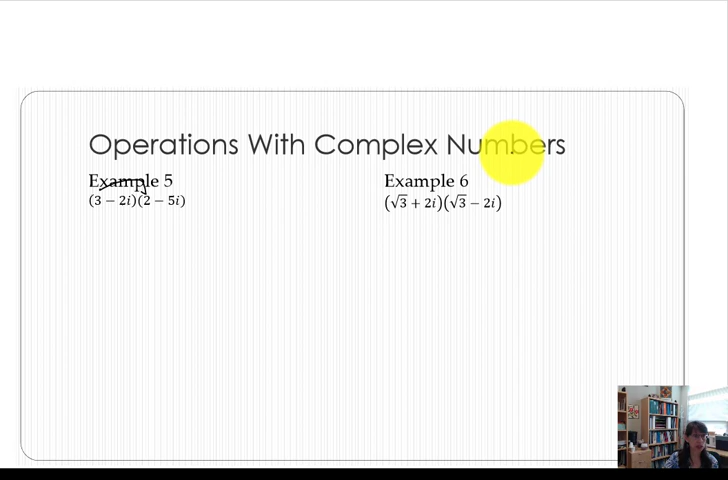 Operations With Complex Numbers
Example 5
(3 − 2i)(2 − 5i)
Example 6
(√3 + 2i)(√3 − 2i)